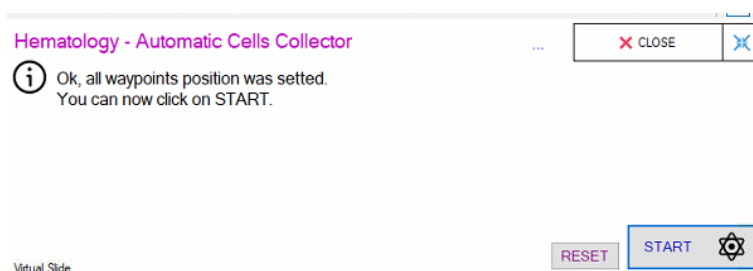 Hematology - Automatic Cells Collector
...
CLOSE
Ok, all waypoints position was setted.
You can now click on START.
RESET
START
Virtual Slide